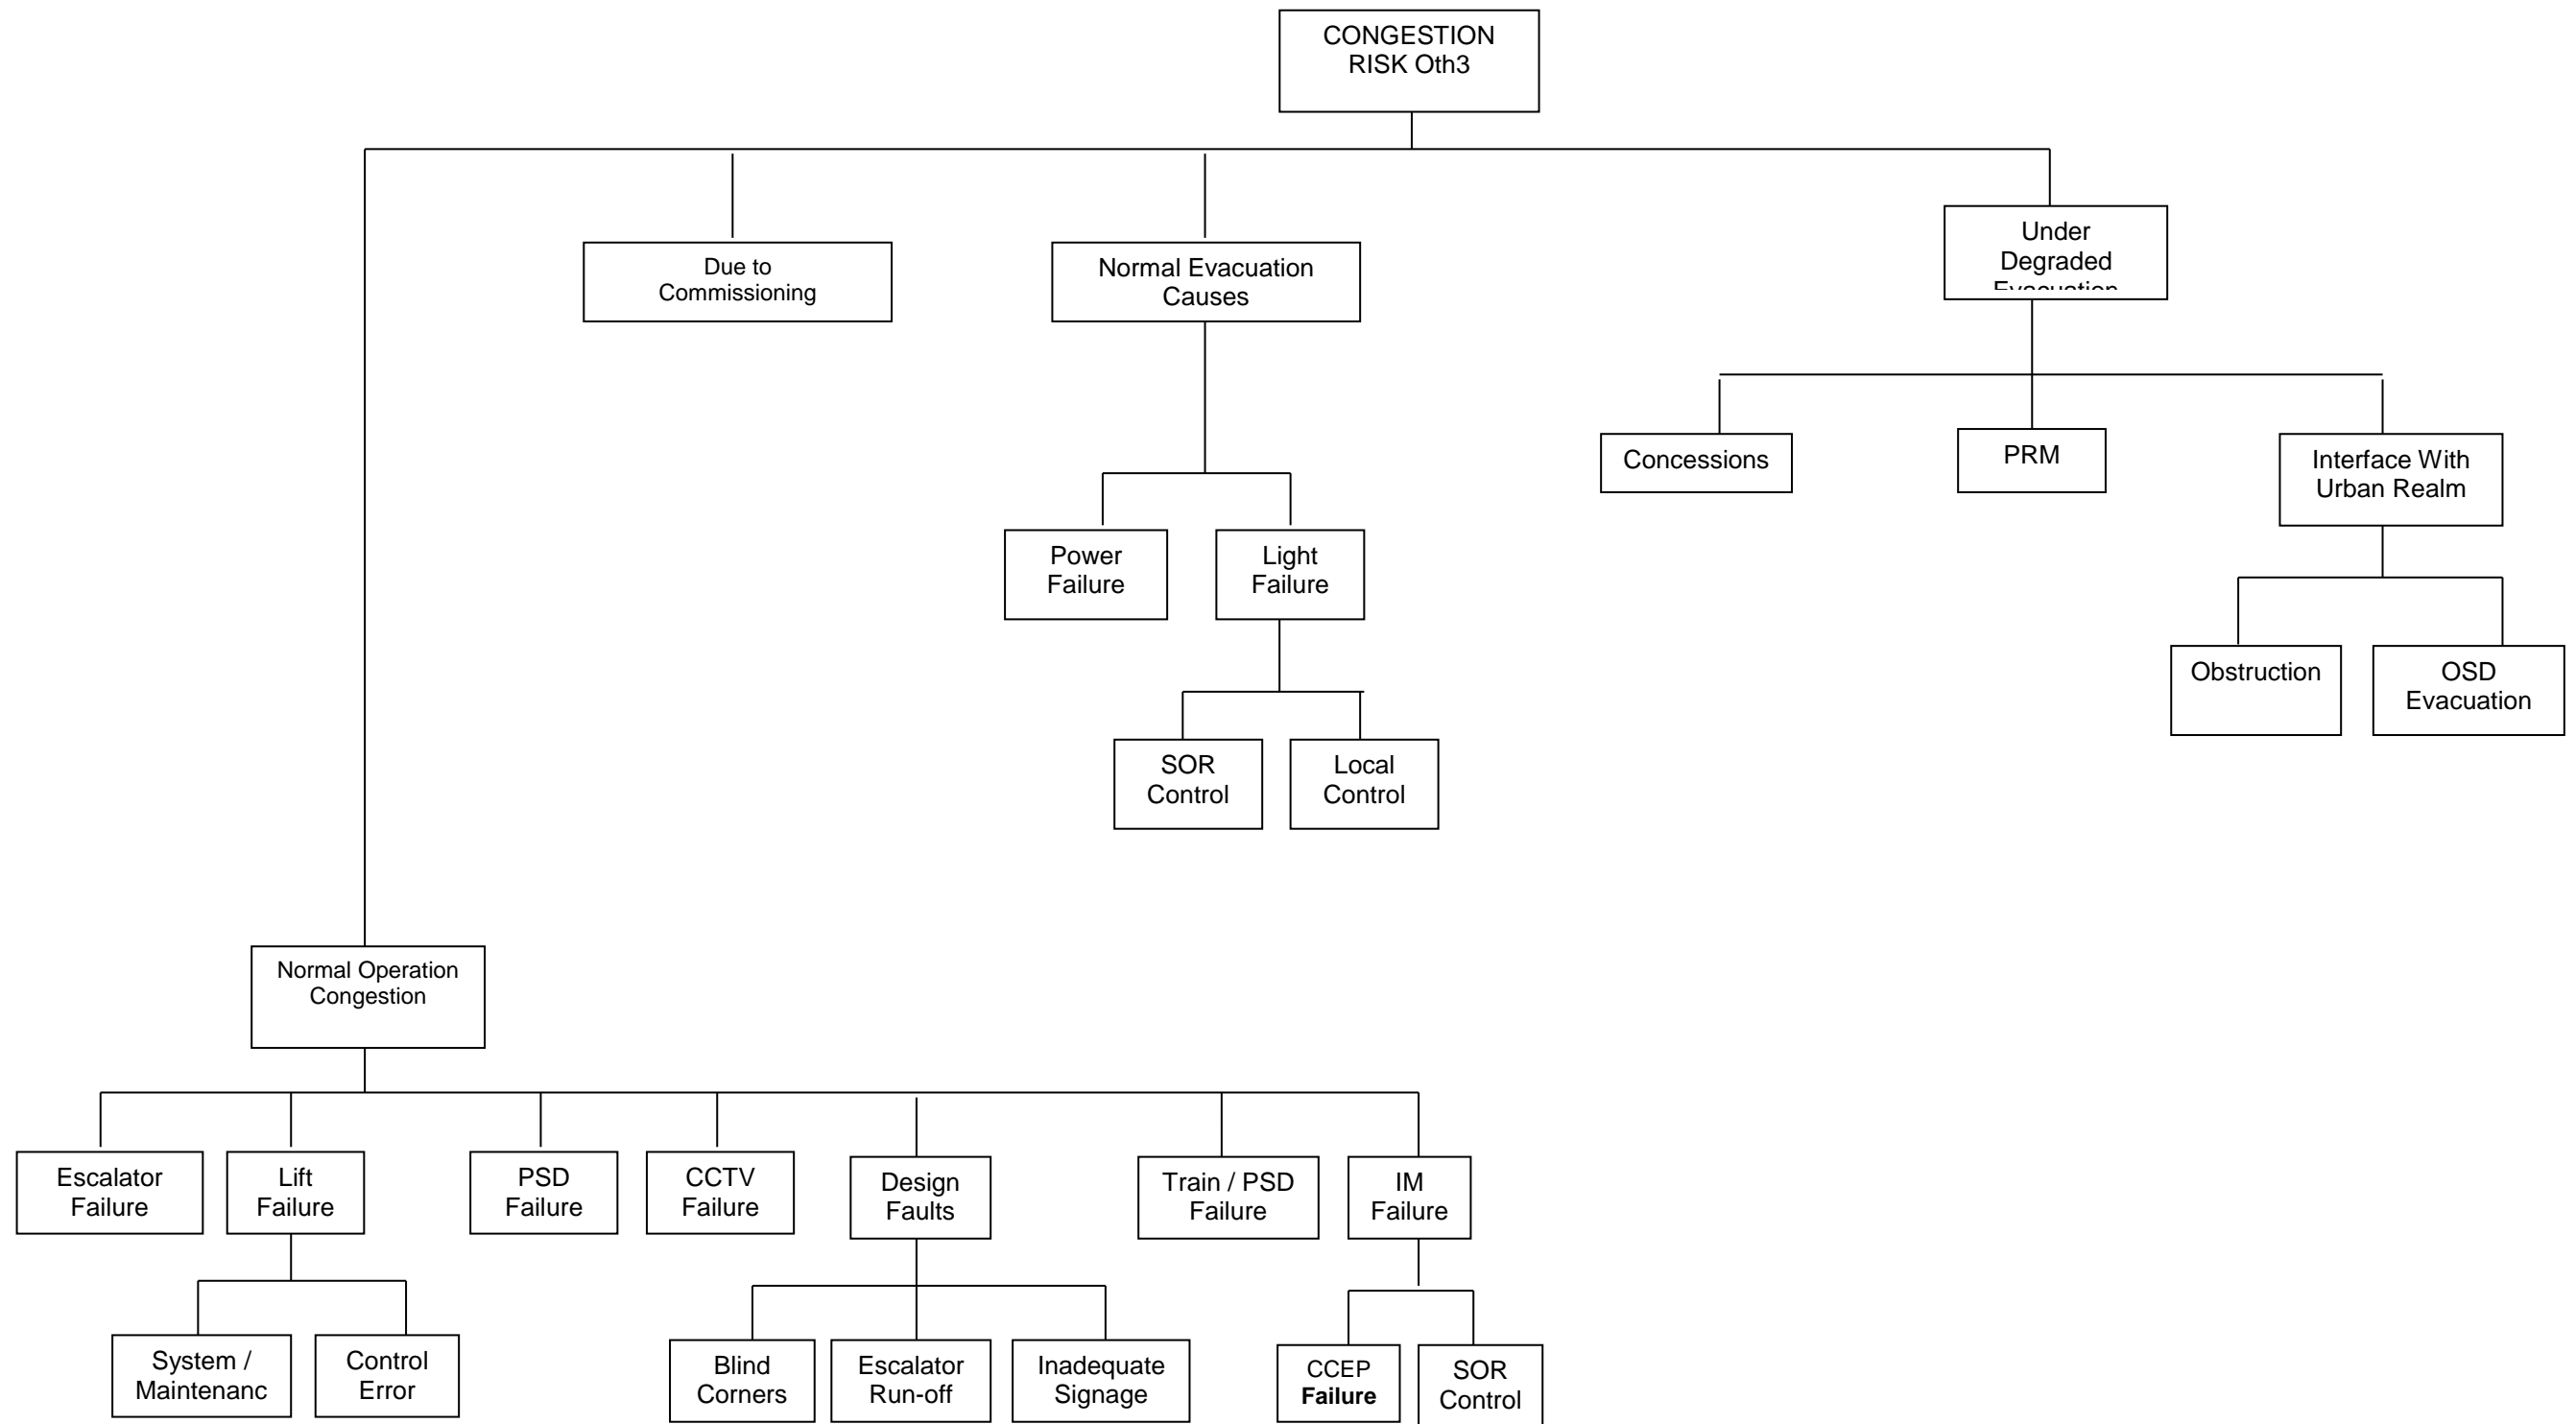 CONGESTION
RISK Oth3
Under
Degraded
Evacuation
Due to
Commissioning
Normal Evacuation
Causes
Concessions
PRM
Interface With
Urban Realm
Power
Failure
Light
Failure
Obstruction
OSD
Evacuation
SOR
Control
Local
Control
Normal Operation
Congestion
Escalator
Failure
Lift
Failure
PSD
Failure
CCTV
Failure
Design
Faults
Train / PSD
Failure
IM
Failure
System /
Maintenanc
Control
Error
Blind
Corners
Escalator
Run-off
Inadequate
Signage
CCEP
Failure
SOR
Control